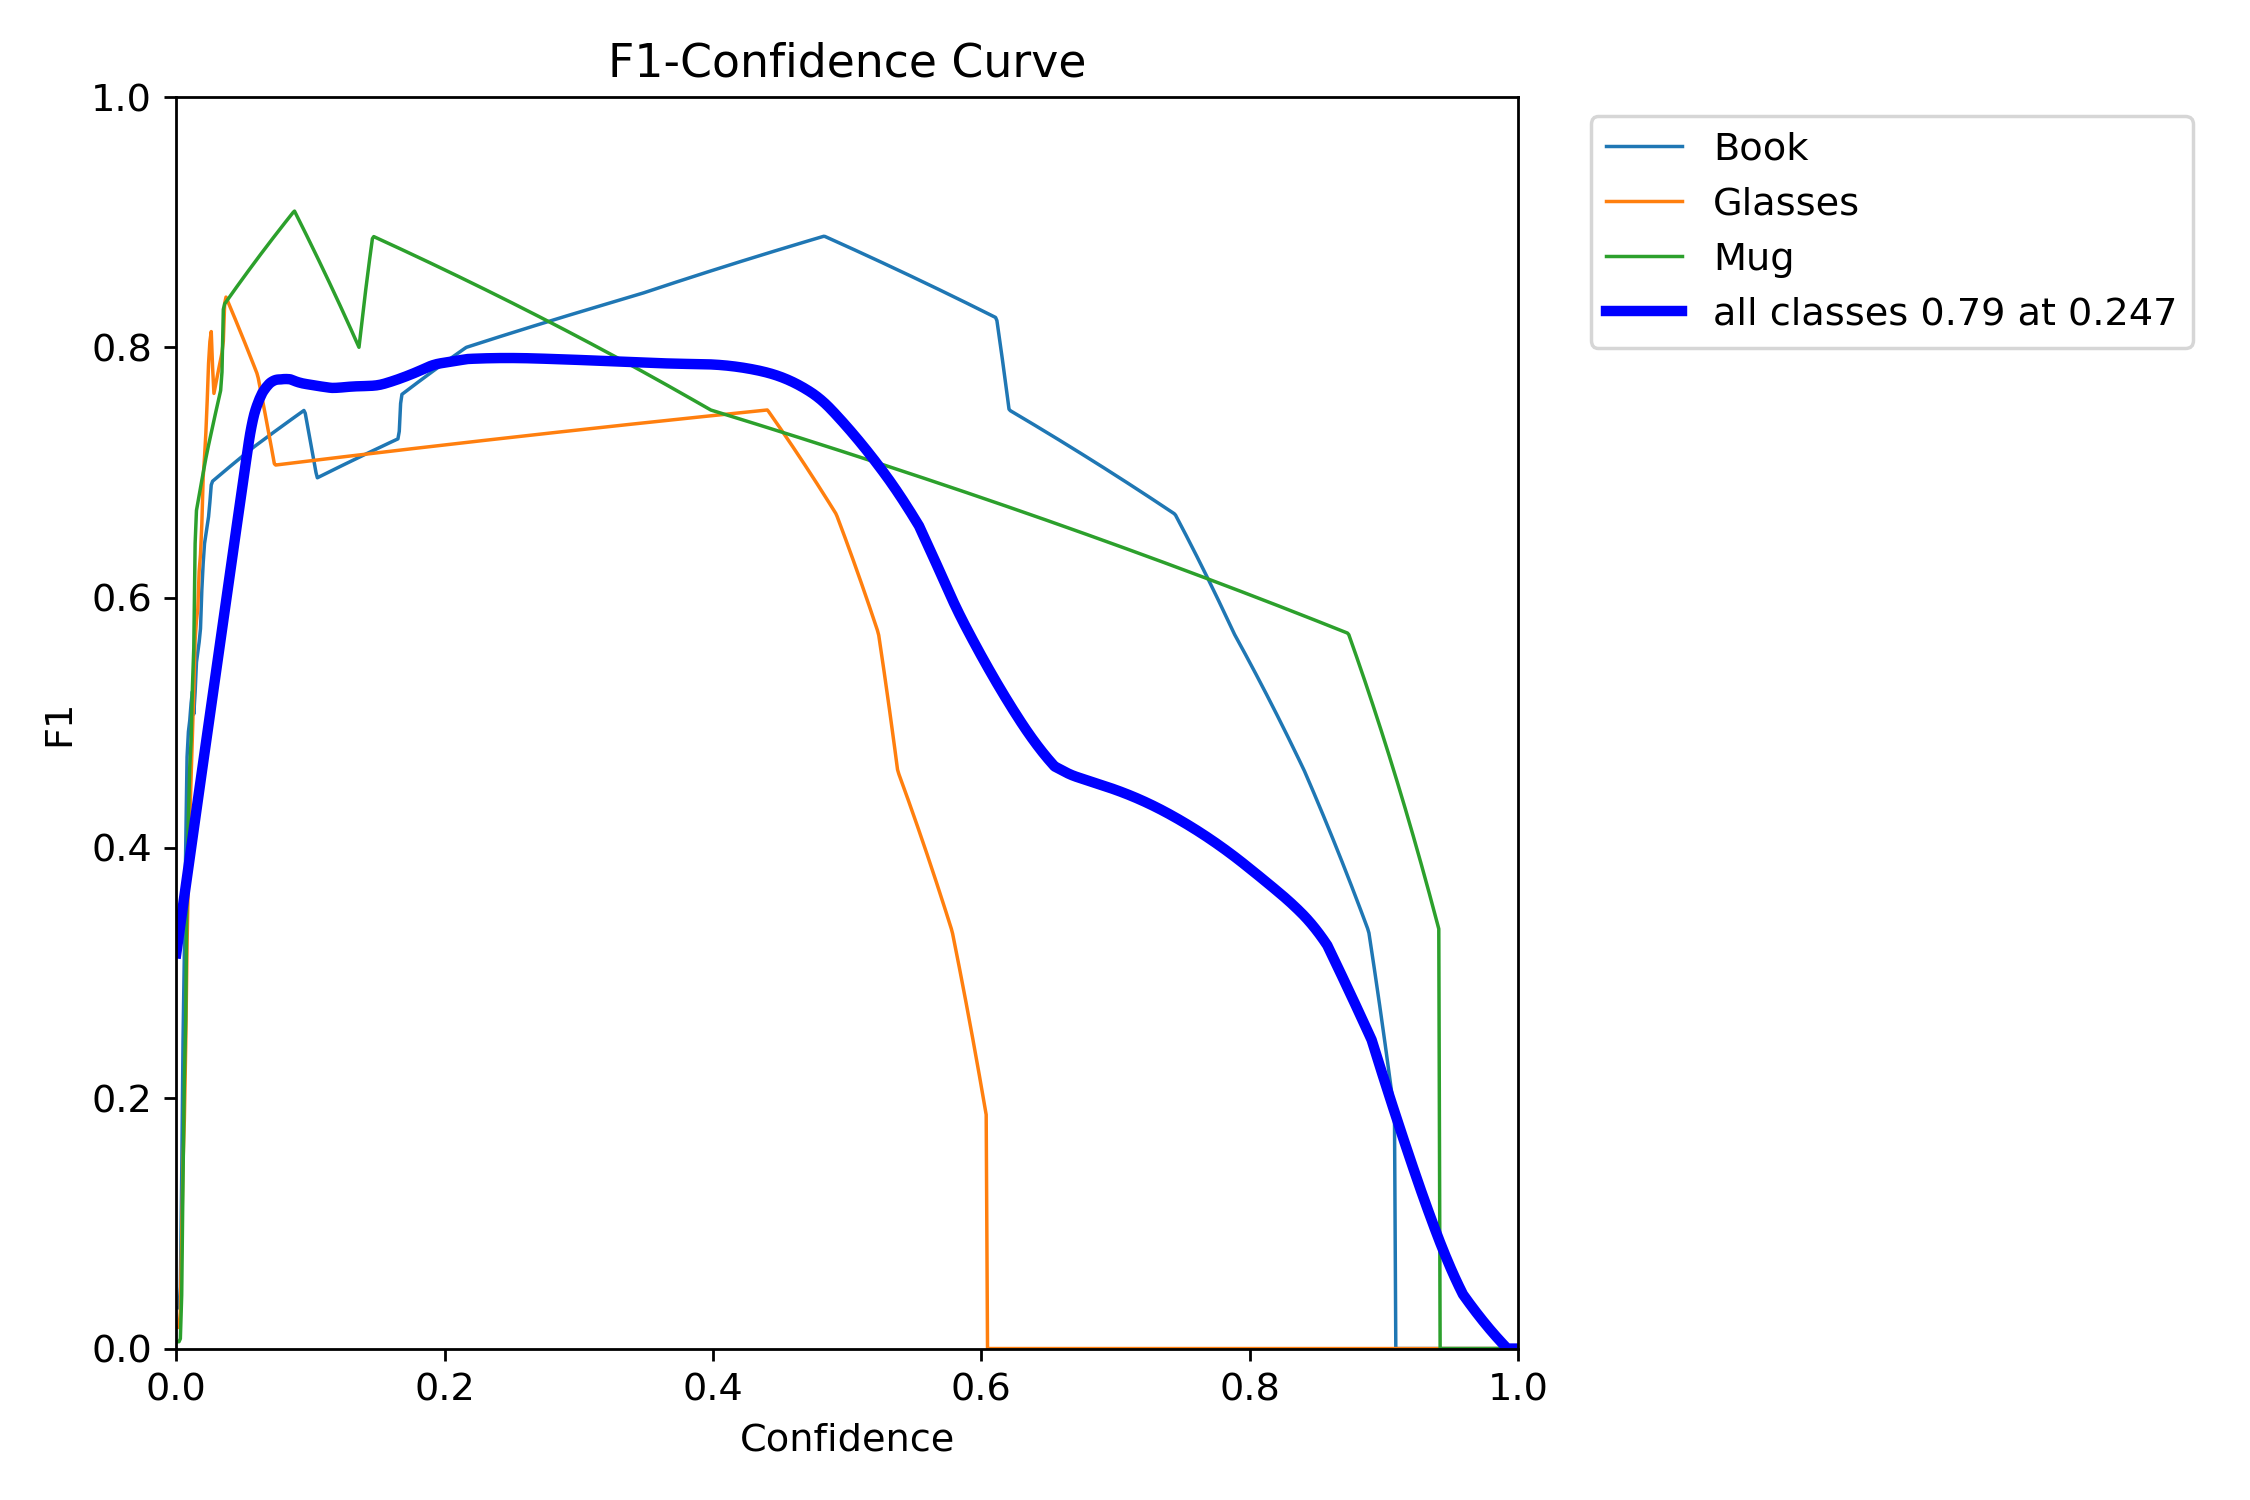 F1-Confidence Curve
1.0
0.8
0.6
0.4
0.2
0.0
F1
0.0 0.2 0.4 0.6 0.8 1.0
Confidence
Book
Glasses
Mug
all classes 0.79 at 0.247